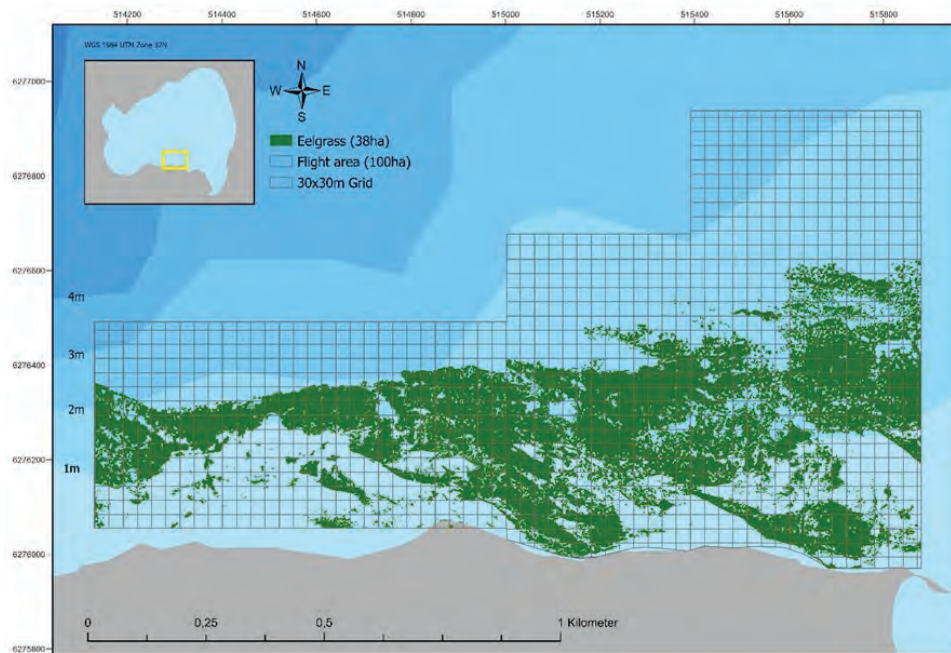 514200 514400 514600 514800 515000 515200 515400 515600 515800
WGS 1984 UTM Zone 32N
6277000
N
W E
S
Eelgrass (38ha)
Flight area (100ha)
30x30m Grid
6276800
6276600
4m
3m
6276400
2m
1m
6276200
6276000
0 0,25 0,5 1 Kilometer
6275800